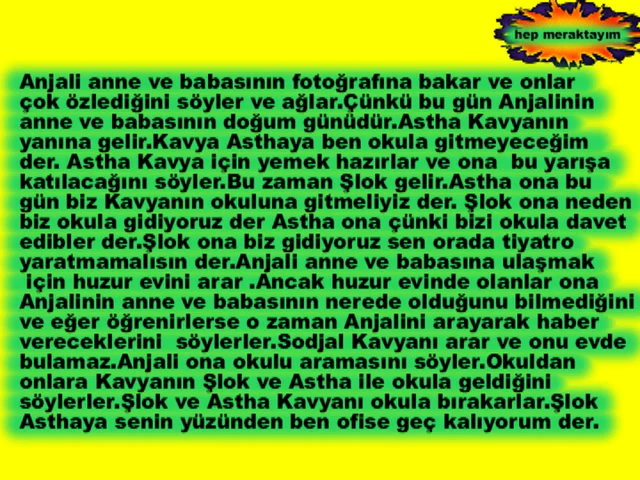 hep meraktayım
Anjali anne ve babasının fotoğrafına bakar ve onlar
çok özlediğini söyler ve ağlar.Çünkü bu gün Anjalinin
anne ve babasının doğum günüdür.Astha Kavyanın
yanına gelir.Kavya Asthaya ben okula gitmeyeceğim
der. Astha Kavya için yemek hazırlar ve ona bu yarışa
katılacağını söyler.Bu zaman Şlok gelir.Astha ona bu
gün biz Kavyanın okuluna gitmeliyiz der. Şlok ona neden
biz okula gidiyoruz der Astha ona çünki bizi okula davet
edibler der.Şlok ona biz gidiyoruz sen orada tiyatro
yaratmamalısın der.Anjali anne ve babasına ulaşmak
için huzur evini arar .Ancak huzur evinde olanlar ona
Anjalinin anne ve babasının nerede olduğunu bilmediğini
ve eğer öğrenirlerse o zaman Anjalini arayarak haber
vereceklerini söylerler.Sodjal Kavyanı arar ve onu evde
bulamaz.Anjali ona okulu aramasını söyler.Okuldan
onlara Kavyanın Şlok ve Astha ile okula geldiğini
söylerler.Şlok ve Astha Kavyanı okula bırakarlar.Şlok
Asthaya senin yüzünden ben ofise geç kalıyorum der.